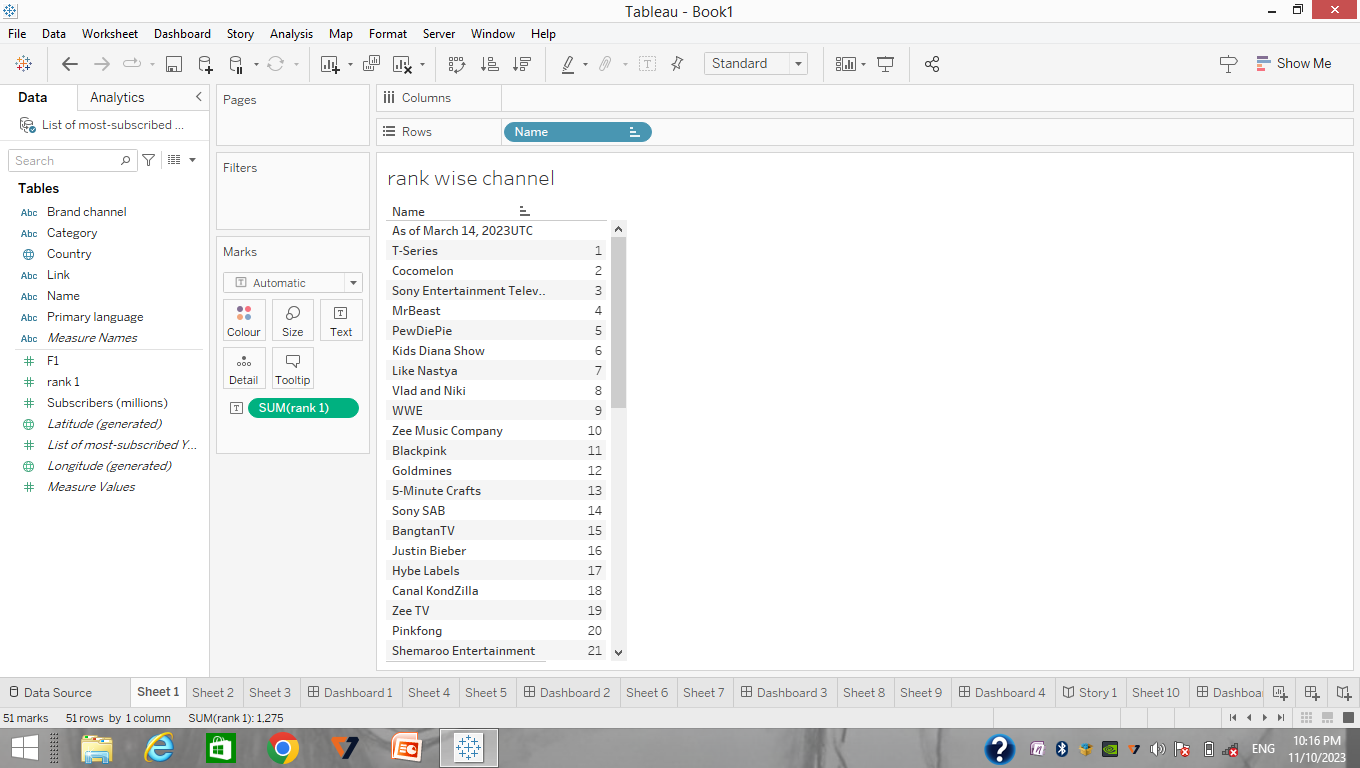 Tableau - Book1
File Data Worksheet Dashboard Story Analysis Map Format Server Window Help
Standard
Show Me
Data Analytics
List of most-subscribed ...
Search
Tables
Abc Brand channel
Abc Category
Country
Abc Link
Abc Name
Abc Primary language
Abc Measure Names
F1
rank 1
Subscribers (millions)
Latitude (generated)
List of most-subscribed Y...
Longitude (generated)
Measure Values
Pages
Filters
Marks
Automatic
Colour Size Text
Detail Tooltip
SUM(rank 1)
Columns
Rows Name
rank wise channel
Name
As of March 14, 2023UTC
T-Series 1
Cocomelon 2
Sony Entertainment Telev.. 3
MrBeast 4
PewDiePie 5
Kids Diana Show 6
Like Nastya 7
Vlad and Niki 8
WWE 9
Zee Music Company 10
Blackpink 11
Goldmines 12
5-Minute Crafts 13
Sony SAB 14
BangtanTV 15
Justin Bieber 16
Hybe Labels 17
Canal KondZilla 18
Zee TV 19
Pinkfong 20
Shemaroo Entertainment 21
Data Source Sheet 1 Sheet 2 Sheet 3 Dashboard 1 Sheet 4 Sheet 5 Dashboard 2 Sheet 6 Sheet 7 Dashboard 3 Sheet 8 Sheet 9 Dashboard 4 Story 1 Sheet 10 Dashboa
51 marks 51 rows by 1 column SUM(rank 1): 1,275
ENG
10:16 PM
11/10/2023